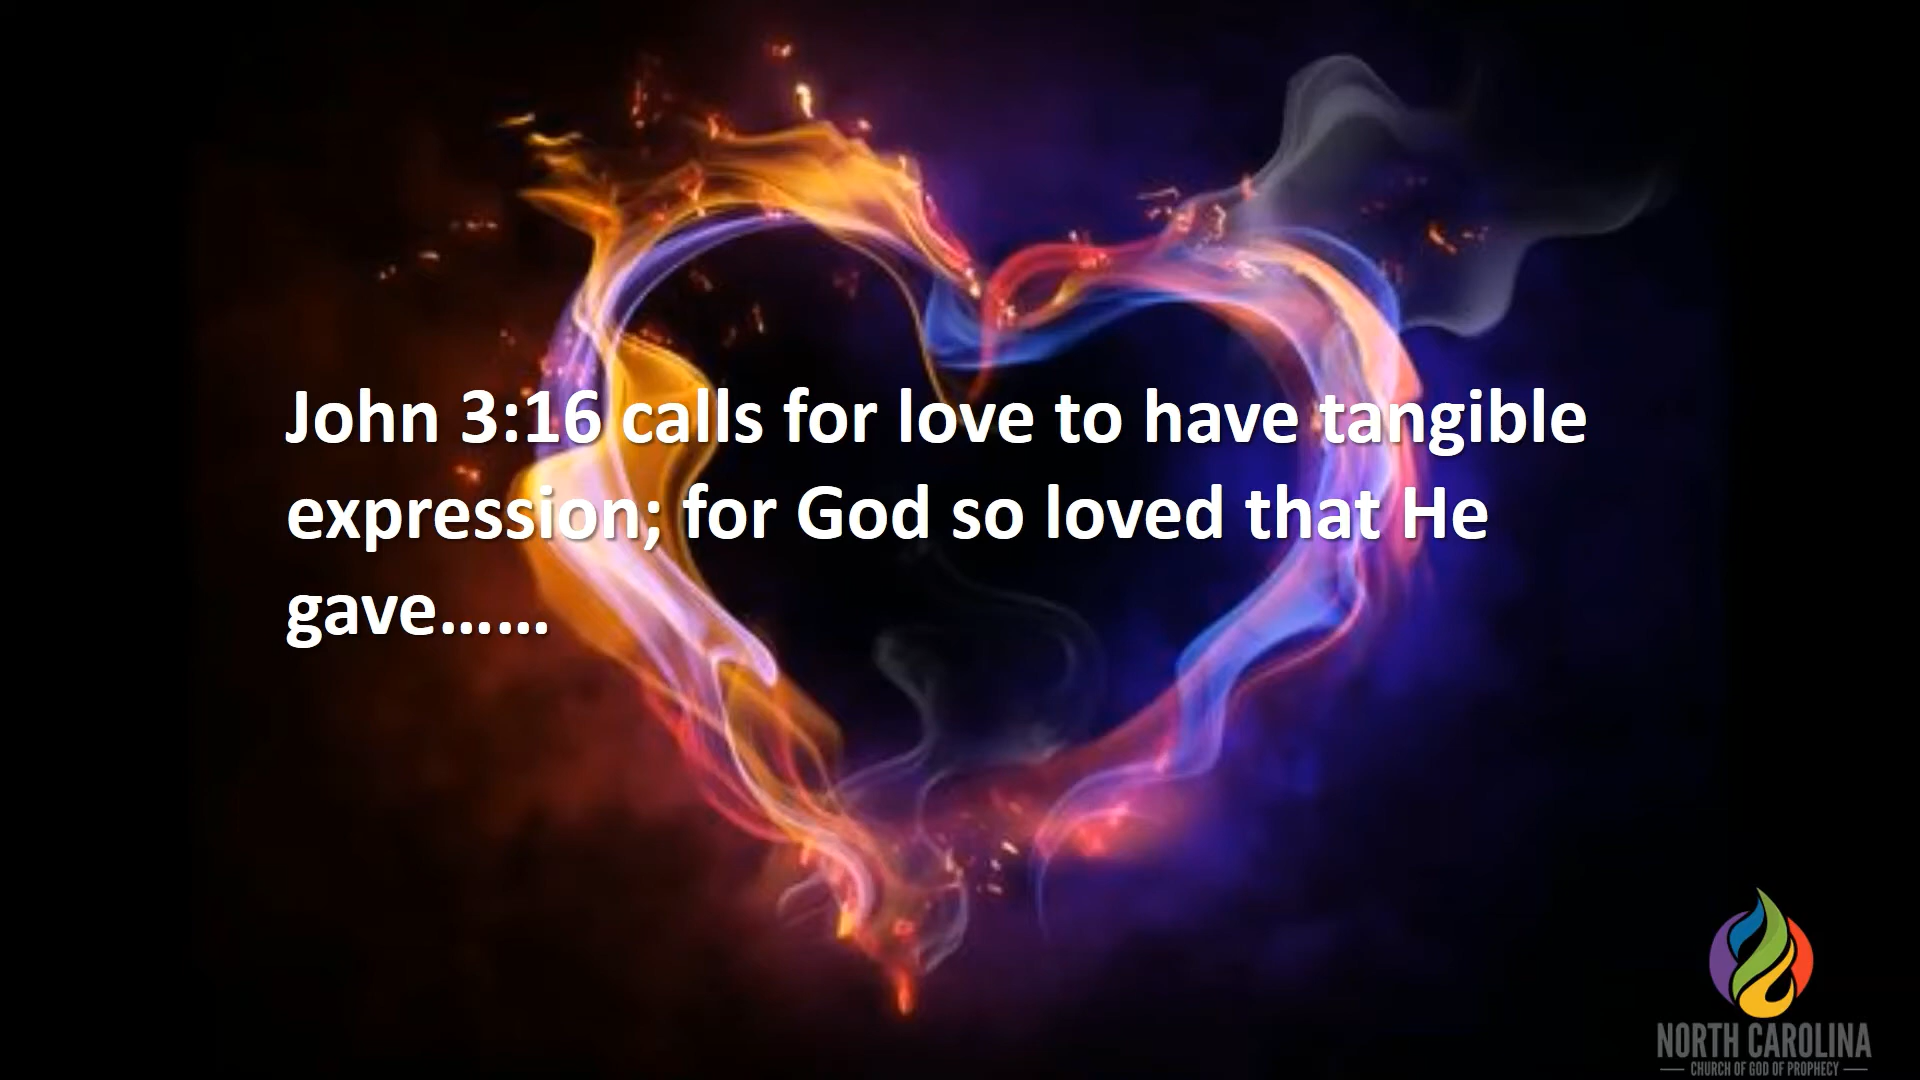 John 3:16 calls for love to have tangible
expression; for God so loved that He
gave……
NORTH CAROLINA
CHURCH OF GOD OF PROPHECY